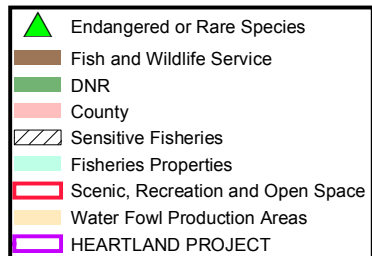 Endangered or Rare Species
Fish and Wildlife Service
DNR
County
Sensitive Fisheries
Fisheries Properties
Scenic, Recreation and Open Space
Water Fowl Production Areas
HEARTLAND PROJECT